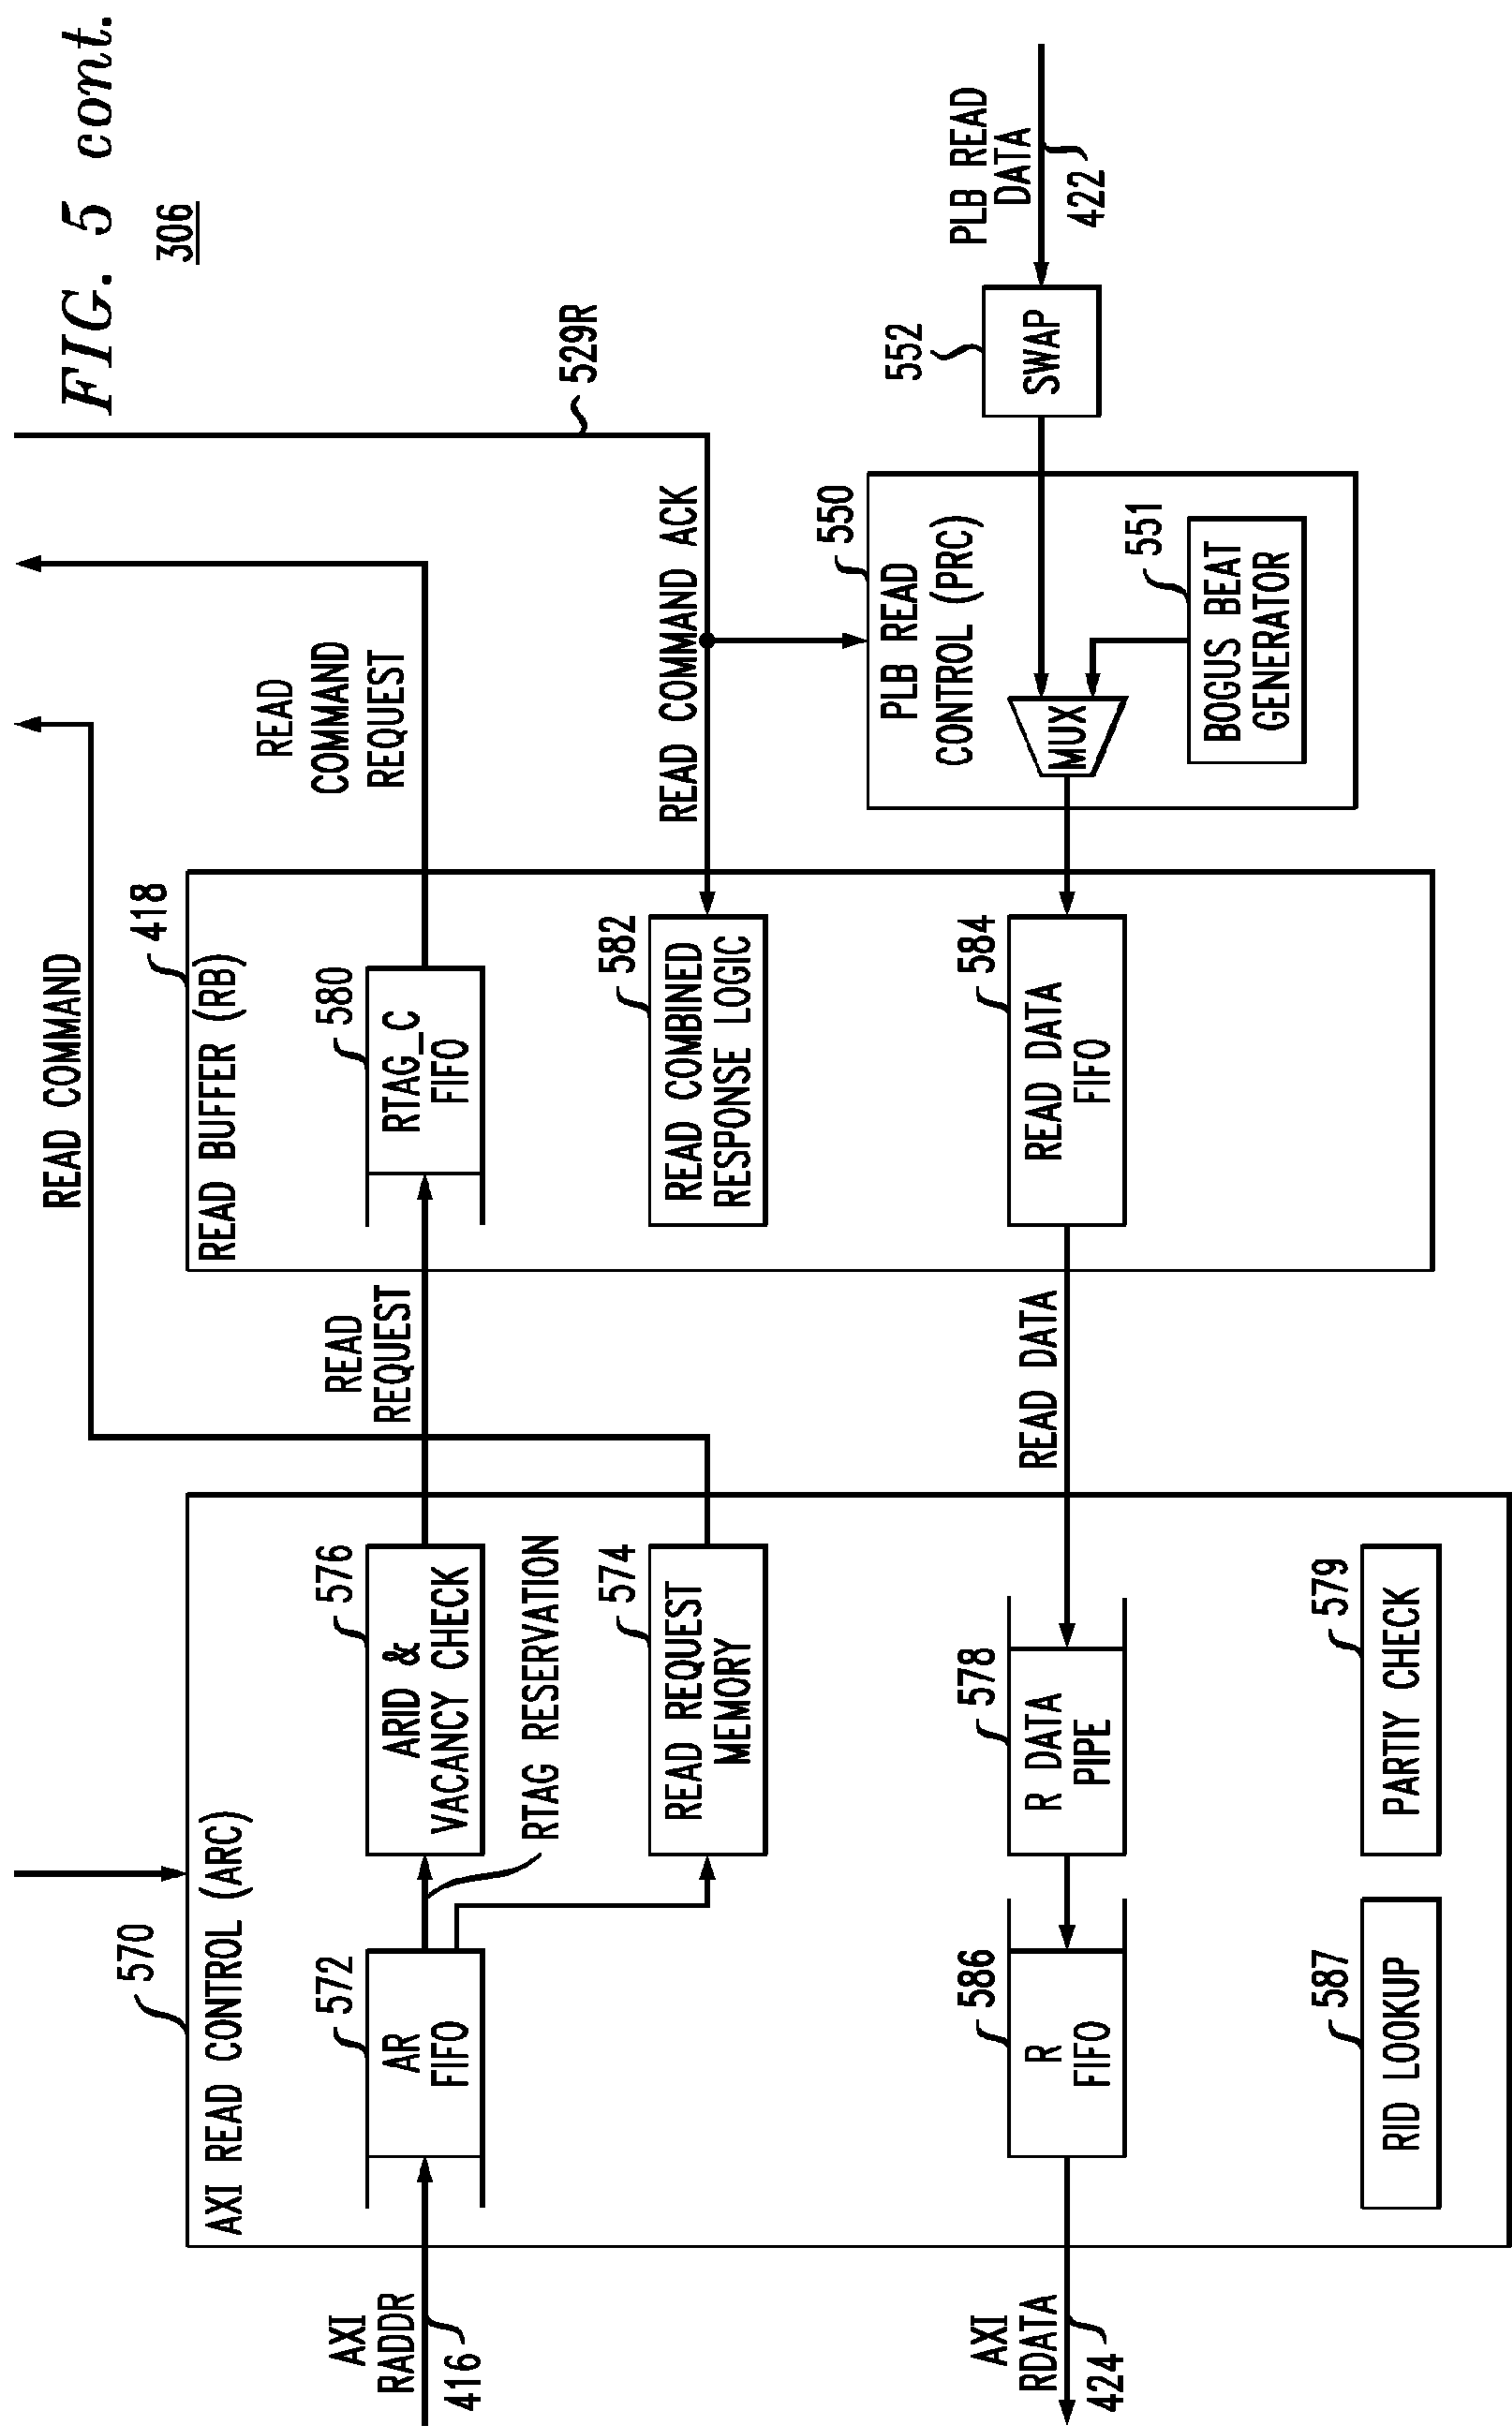 FIG. 5 cont.
306
READ COMMAND
READ
COMMAND
REQUEST
529R
570
AXI READ CONTROL (ARC)
418
READ BUFFER (RB)
AXI
RADDR
416
572
AR
FIFO
576
ARID &
VACANCY CHECK
RTAG RESERVATION
READ
REQUEST
580
RTAG_C
FIFO
574
READ REQUEST
MEMORY
582
READ COMBINED
RESPONSE LOGIC
READ COMMAND ACK
550
PLB READ
CONTROL (PRC)
552
SWAP
PLB READ
DATA
422
AXI
RDATA
424
586
R
FIFO
578
R DATA
PIPE
READ DATA
584
READ DATA
FIFO
MUX
551
BOGUS BEAT
GENERATOR
587
RID LOOKUP
579
PARTIY CHECK